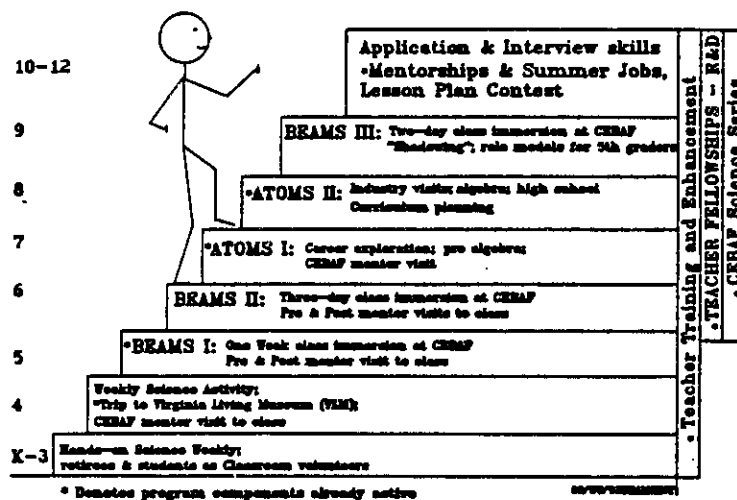 10-12
Application & Interview skills
•Mentorships & Summer Jobs,
Lesson Plan Contest
9
BEAMS III: Two-day class immersion at CEBAF
"Shadowing"; role models for 5th graders
8
•ATOMS II: Industry visits; algebra; high school
Curriculum planning
7
•ATOMS I: Career exploration; pre algebra;
CEBAF mentor visit
6
BEAMS II: Three-day class immersion at CEBAF
Pre & Post mentor visits to class
5
•BEAMS I: One Week class immersion at CEBAF
Pre & Post mentor visit to class
4
Weekly Science Activity;
*Trip to Virginia Living Museum (VLM);
CEBAF mentor visit to class
K-3
Hands-on Science Weekly;
retirees & students as Classroom volunteers
* Denotes program components already active
• Teacher Training and Enhancement
•TEACHER FELLOWSHIPS : R&D
• CEBAF Science Series